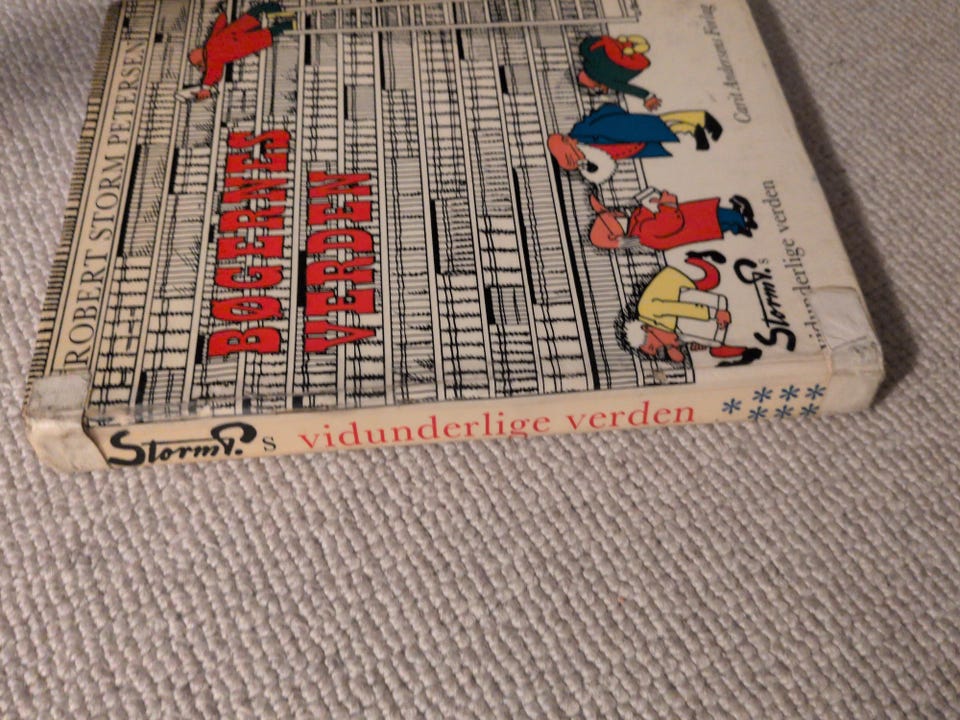 ROBERT STORM PETERSEN
BØGERNES
VERDEN
Storm P.s
vidunderlige verden
Carit Andersens Forlag
Storm P.s vidunderlige verden